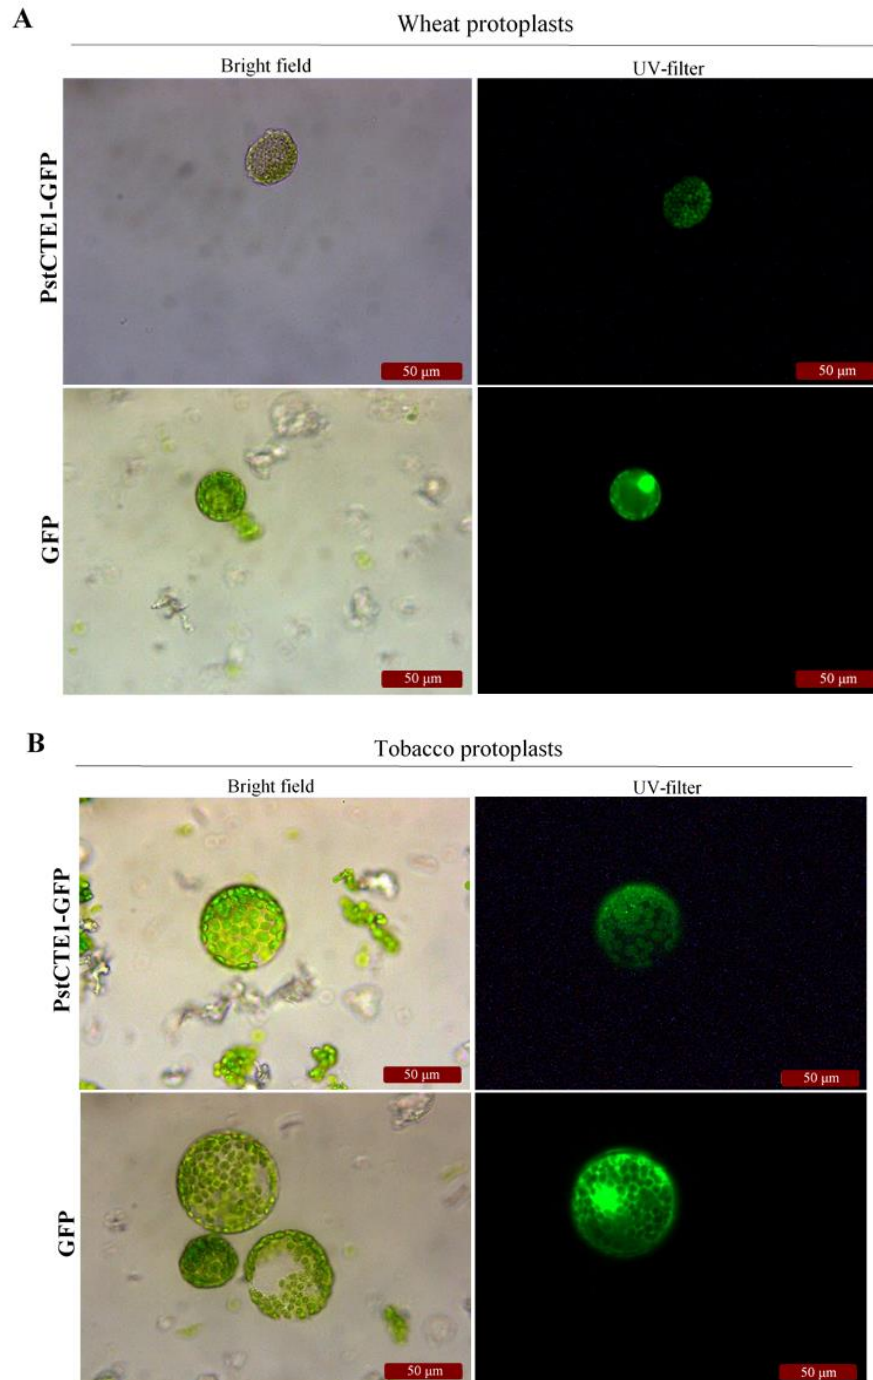 A
Wheat protoplasts
Bright field
UV-filter
PstCTE1-GFP
50 µm
50 µm
GFP
50 µm
50 µm
B
Tobacco protoplasts
Bright field
UV-filter
PstCTE1-GFP
50 µm
50 µm
GFP
50 µm
50 µm